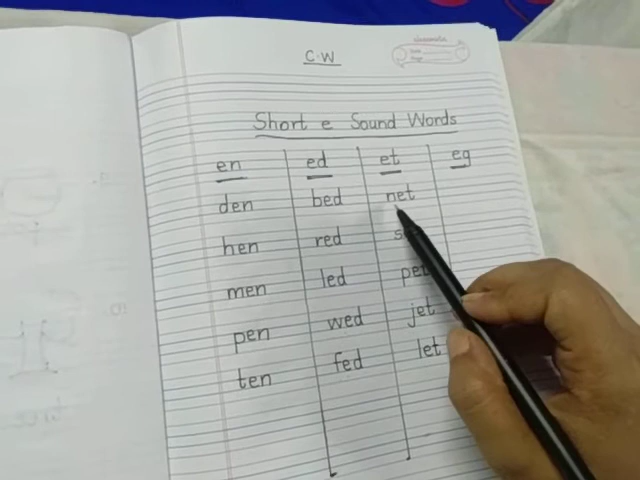 C.W
Short e Sound Words
en ed et eg
den bed net
hen red
men led pet
pen wed jet
ten fed let